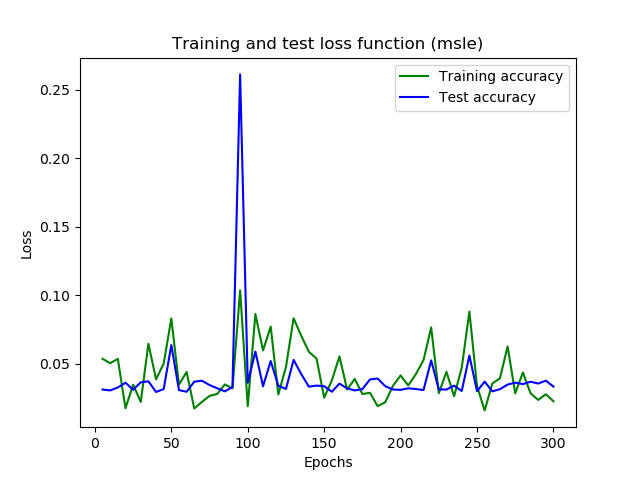 Training and test loss function (msle)
Training accuracy
Test accuracy
0.25
0.20
0.15
0.10
0.05
Loss
0
50
100
150
200
250
300
Epochs